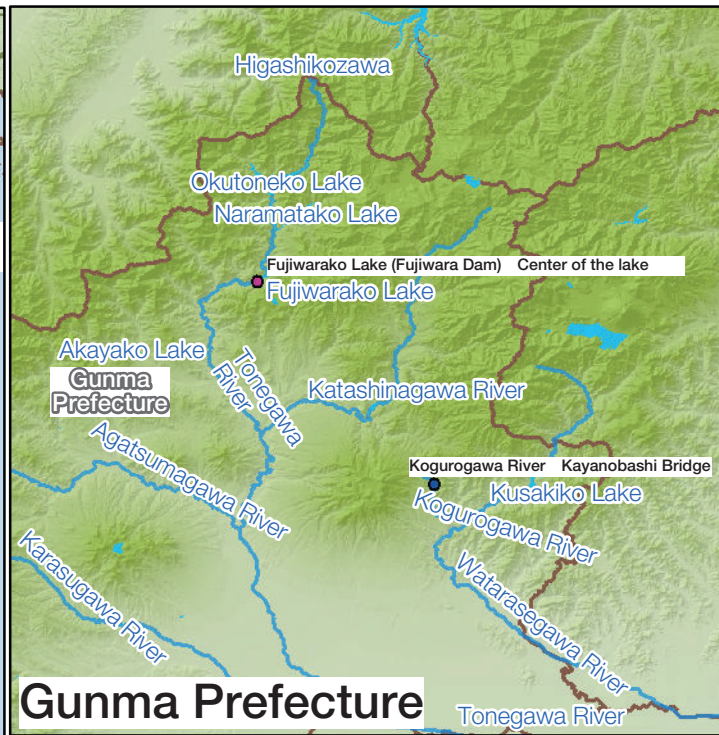 Higashikozawa
Okutoneko Lake
Naramatako Lake
Fujiwarako Lake (Fujiwara Dam) Center of the lake
Fujiwarako Lake
Akayako Lake
Tonegawa
River
Gunma
Prefecture
Katashinagawa River
Agatsumagawa River
Kogurogawa River Kayanobashi Bridge
Kusakiko Lake
Kogurogawa River
Karasugawa River
Watarasegawa River
Gunma Prefecture
Tonegawa River